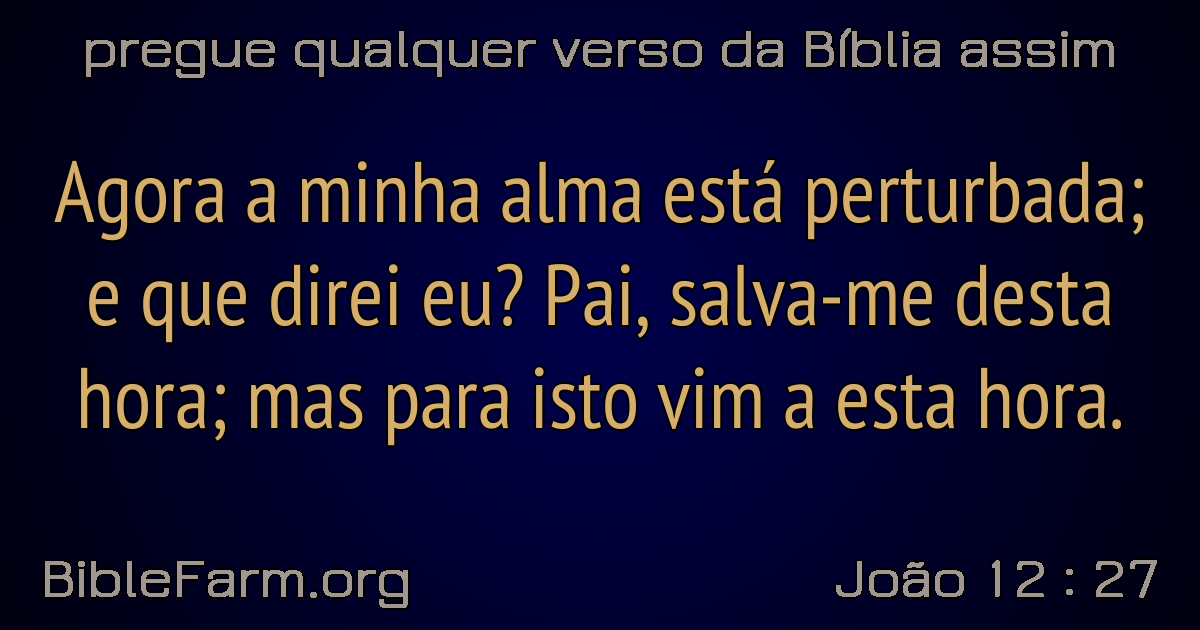 pregue qualquer verso da Bíblia assim
Agora a minha alma está perturbada;
e que direi eu? Pai, salva-me desta
hora; mas para isto vim a esta hora.
BibleFarm.org
João 12 : 27